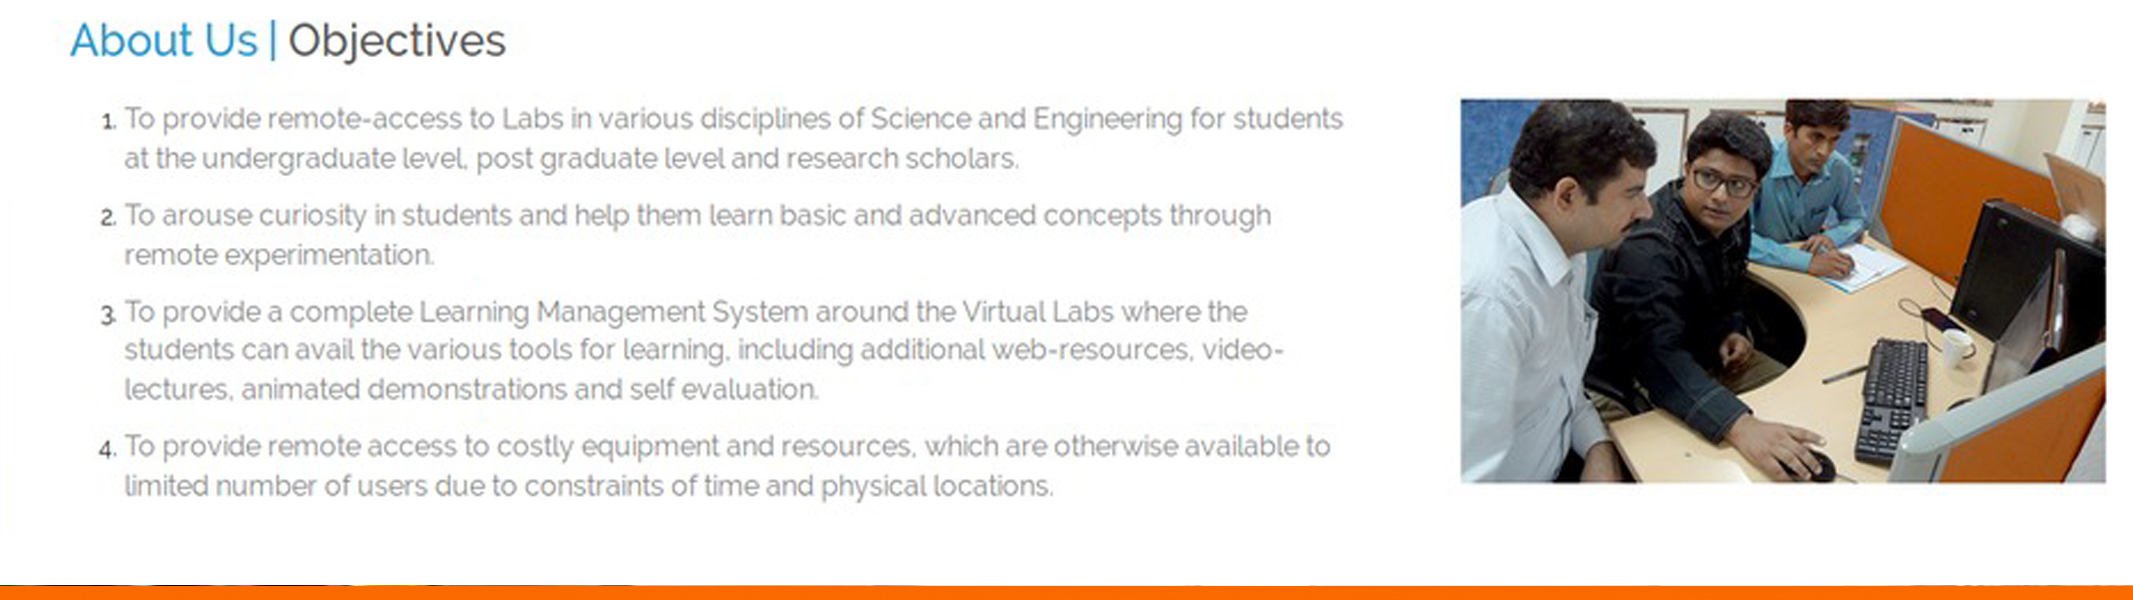 About Us | Objectives
1. To provide remote-access to Labs in various disciplines of Science and Engineering for students
at the undergraduate level, post graduate level and research scholars.
2. To arouse curiosity in students and help them learn basic and advanced concepts through
remote experimentation.
3. To provide a complete Learning Management System around the Virtual Labs where the
students can avail the various tools for learning, including additional web-resources, video-
lectures, animated demonstrations and self evaluation.
4. To provide remote access to costly equipment and resources, which are otherwise available to
limited number of users due to constraints of time and physical locations.